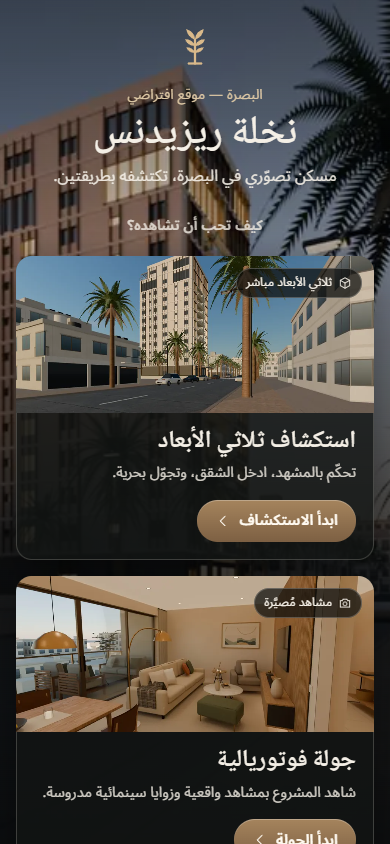 البصرة — موقع افتراضي
نخلة ريزيدنس
مسكن تصوّري في البصرة، تكتشفه بطريقتين.
كيف تحب أن تشاهده؟
ثلاثي الأبعاد مباشر
استكشاف ثلاثي الأبعاد
تحكّم بالمشهد، ادخل الشقق، وتجوّل بحرية.
ابدأ الاستكشاف
مشاهد مُصيَّرة
جولة فوتوريالية
شاهد المشروع بمشاهد واقعية وزوايا سينمائية مدروسة.
ابدأ الجولة